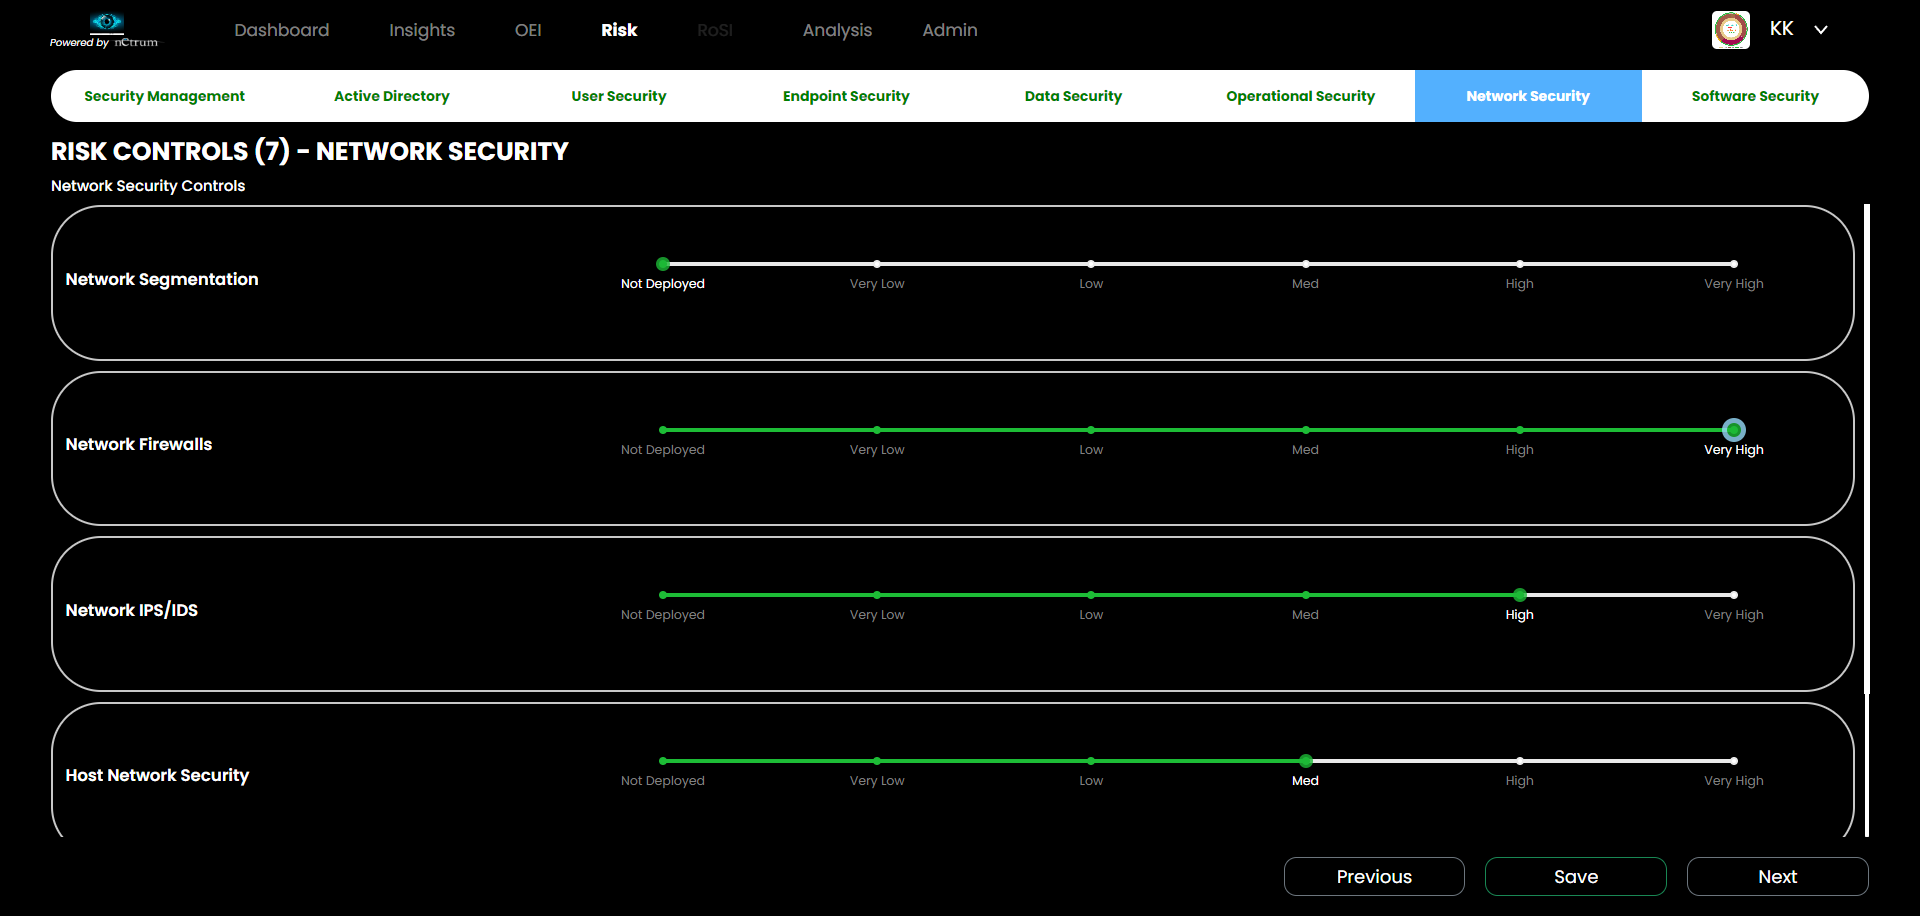 Powered by nCtrum
Dashboard Insights OEI Risk RoSI Analysis Admin KK
Security Management Active Directory User Security Endpoint Security Data Security Operational Security Network Security Software Security
RISK CONTROLS (7) - NETWORK SECURITY
Network Security Controls
Network Segmentation
Not Deployed Very Low Low Med High Very High
Network Firewalls
Not Deployed Very Low Low Med High Very High
Network IPS/IDS
Not Deployed Very Low Low Med High Very High
Host Network Security
Not Deployed Very Low Low Med High Very High
Previous Save Next